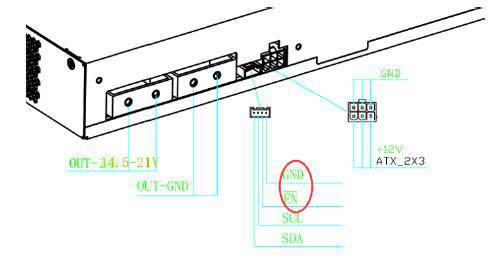 GND
+12V
ATX_2X3
OUT-14.5-21V
OUT-GND
GND
EN
SCL
SDA